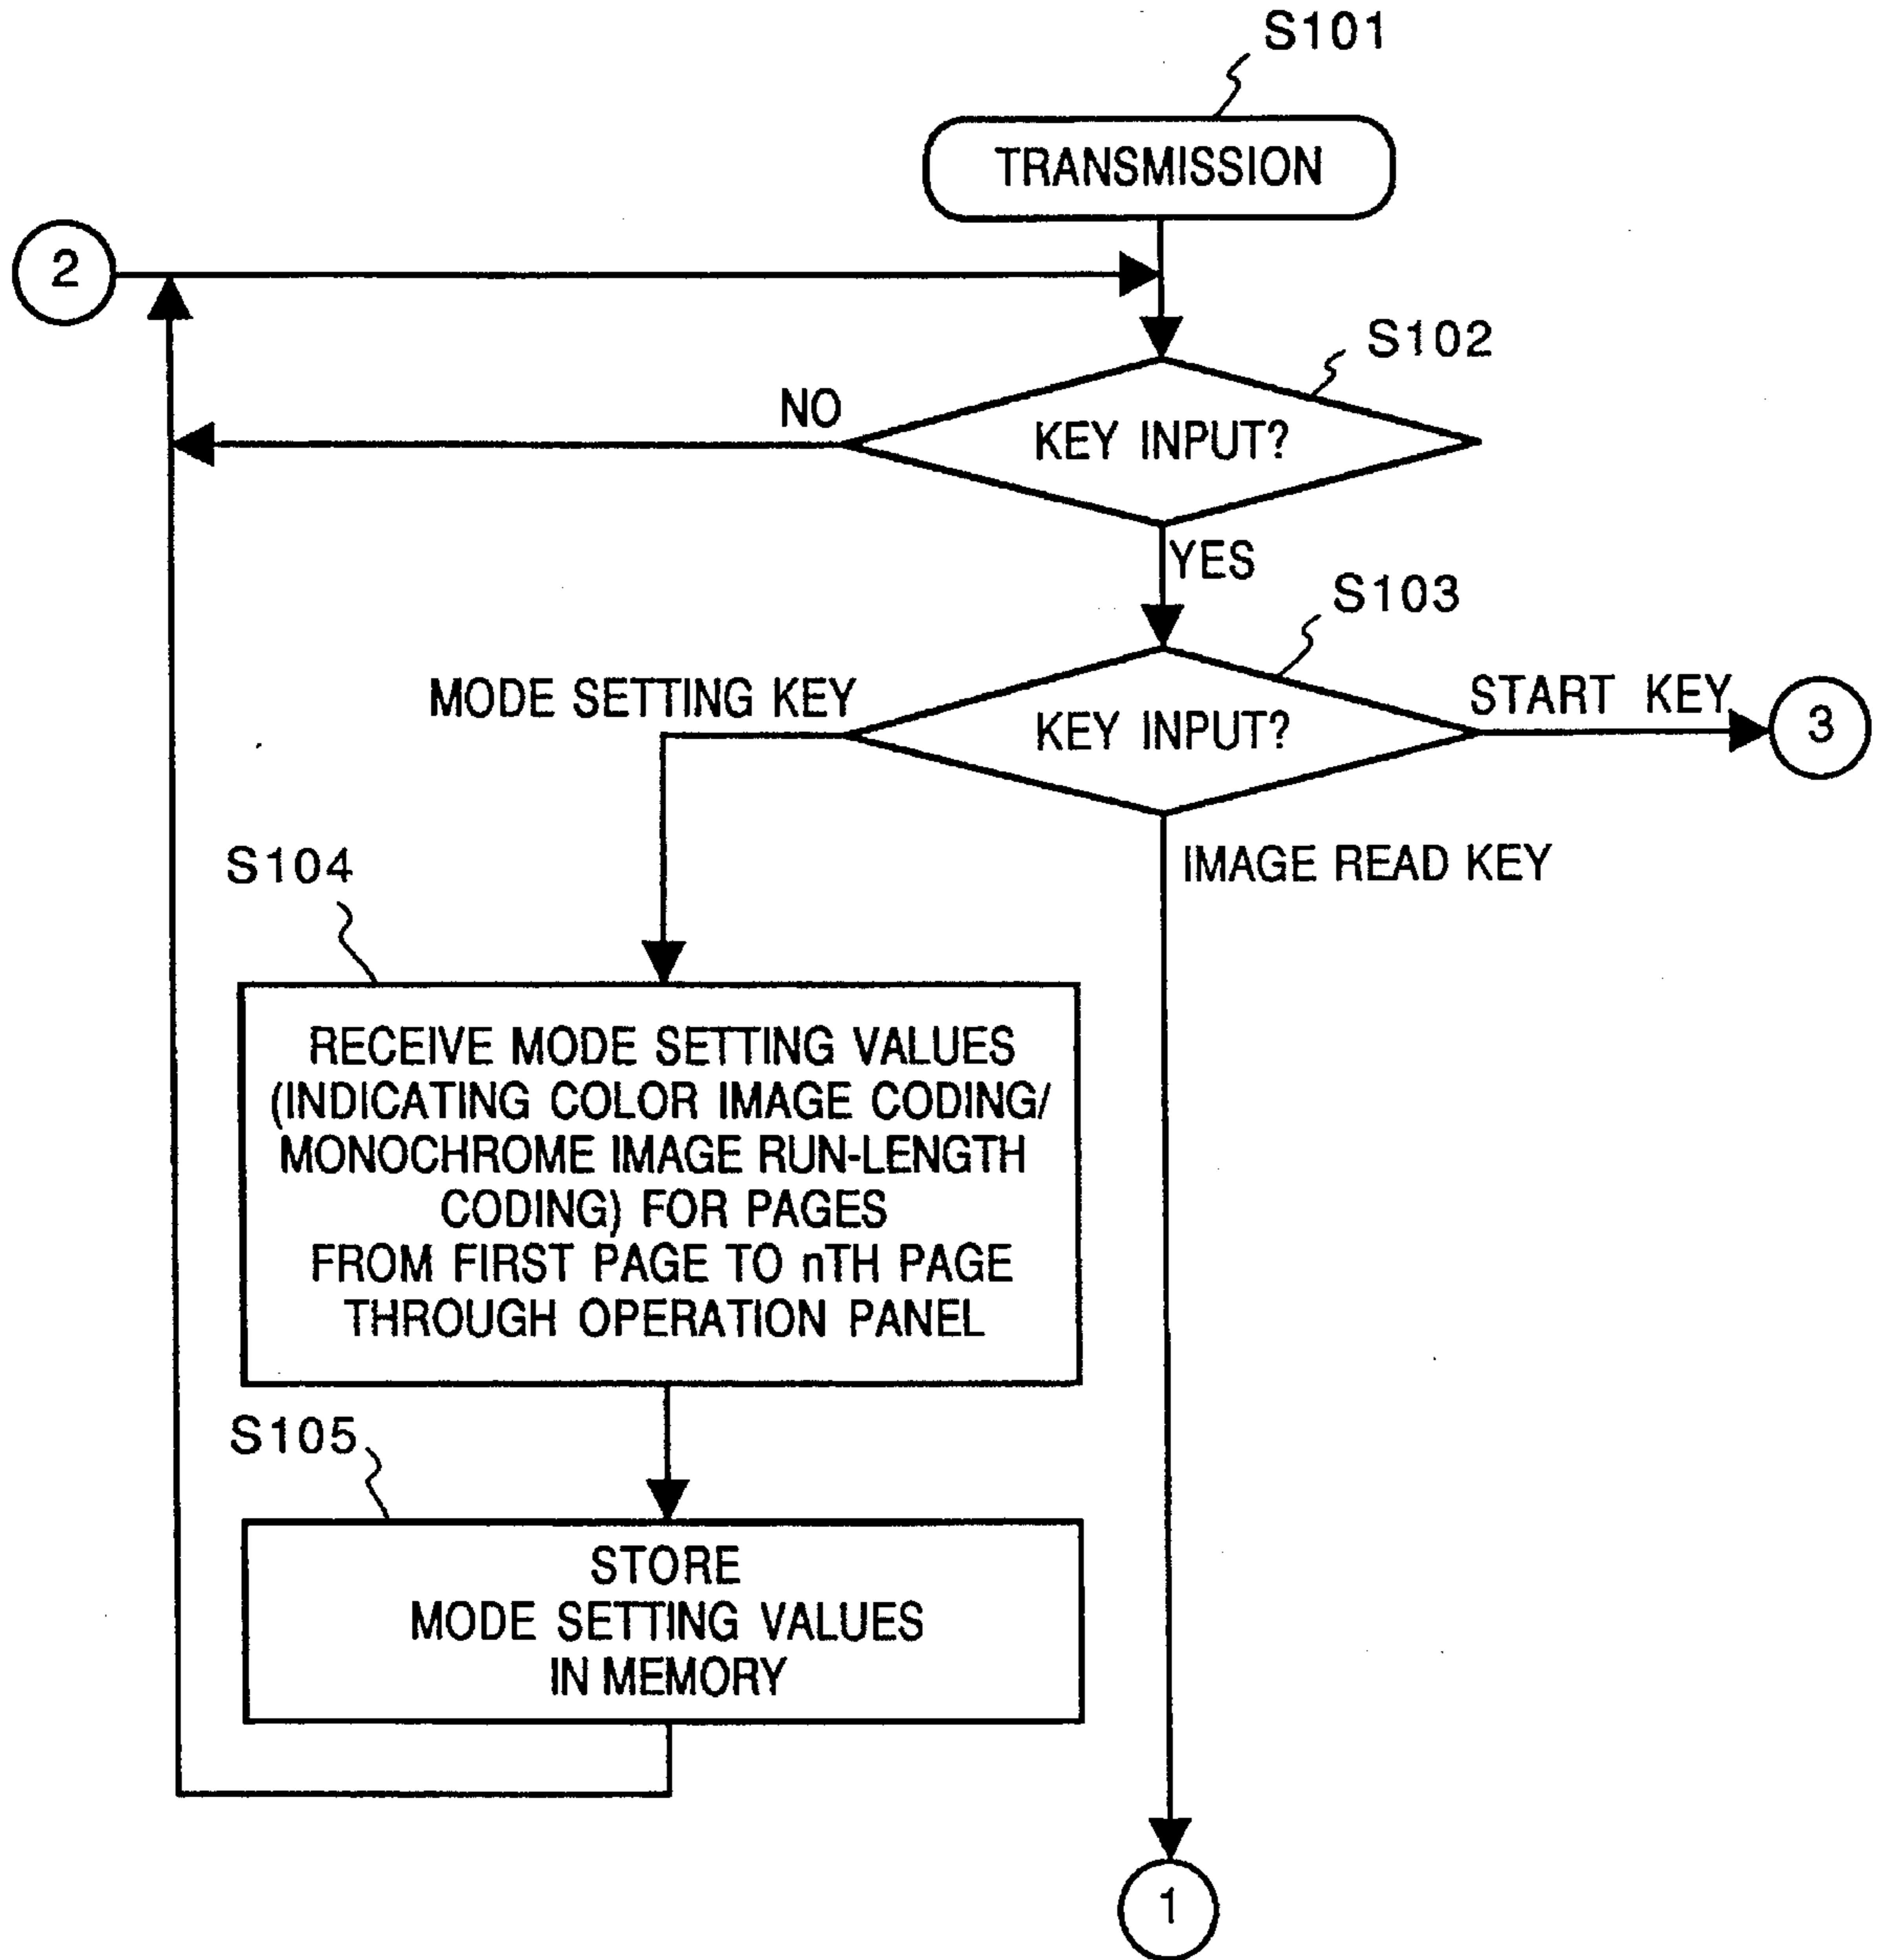 S101
TRANSMISSION
2
S102
NO
KEY INPUT?
YES
S103
MODE SETTING KEY
KEY INPUT?
START KEY
3
S104
IMAGE READ KEY
RECEIVE MODE SETTING VALUES
(INDICATING COLOR IMAGE CODING/
MONOCHROME IMAGE RUN-LENGTH
CODING) FOR PAGES
FROM FIRST PAGE TO nTH PAGE
THROUGH OPERATION PANEL
S105
STORE
MODE SETTING VALUES
IN MEMORY
1